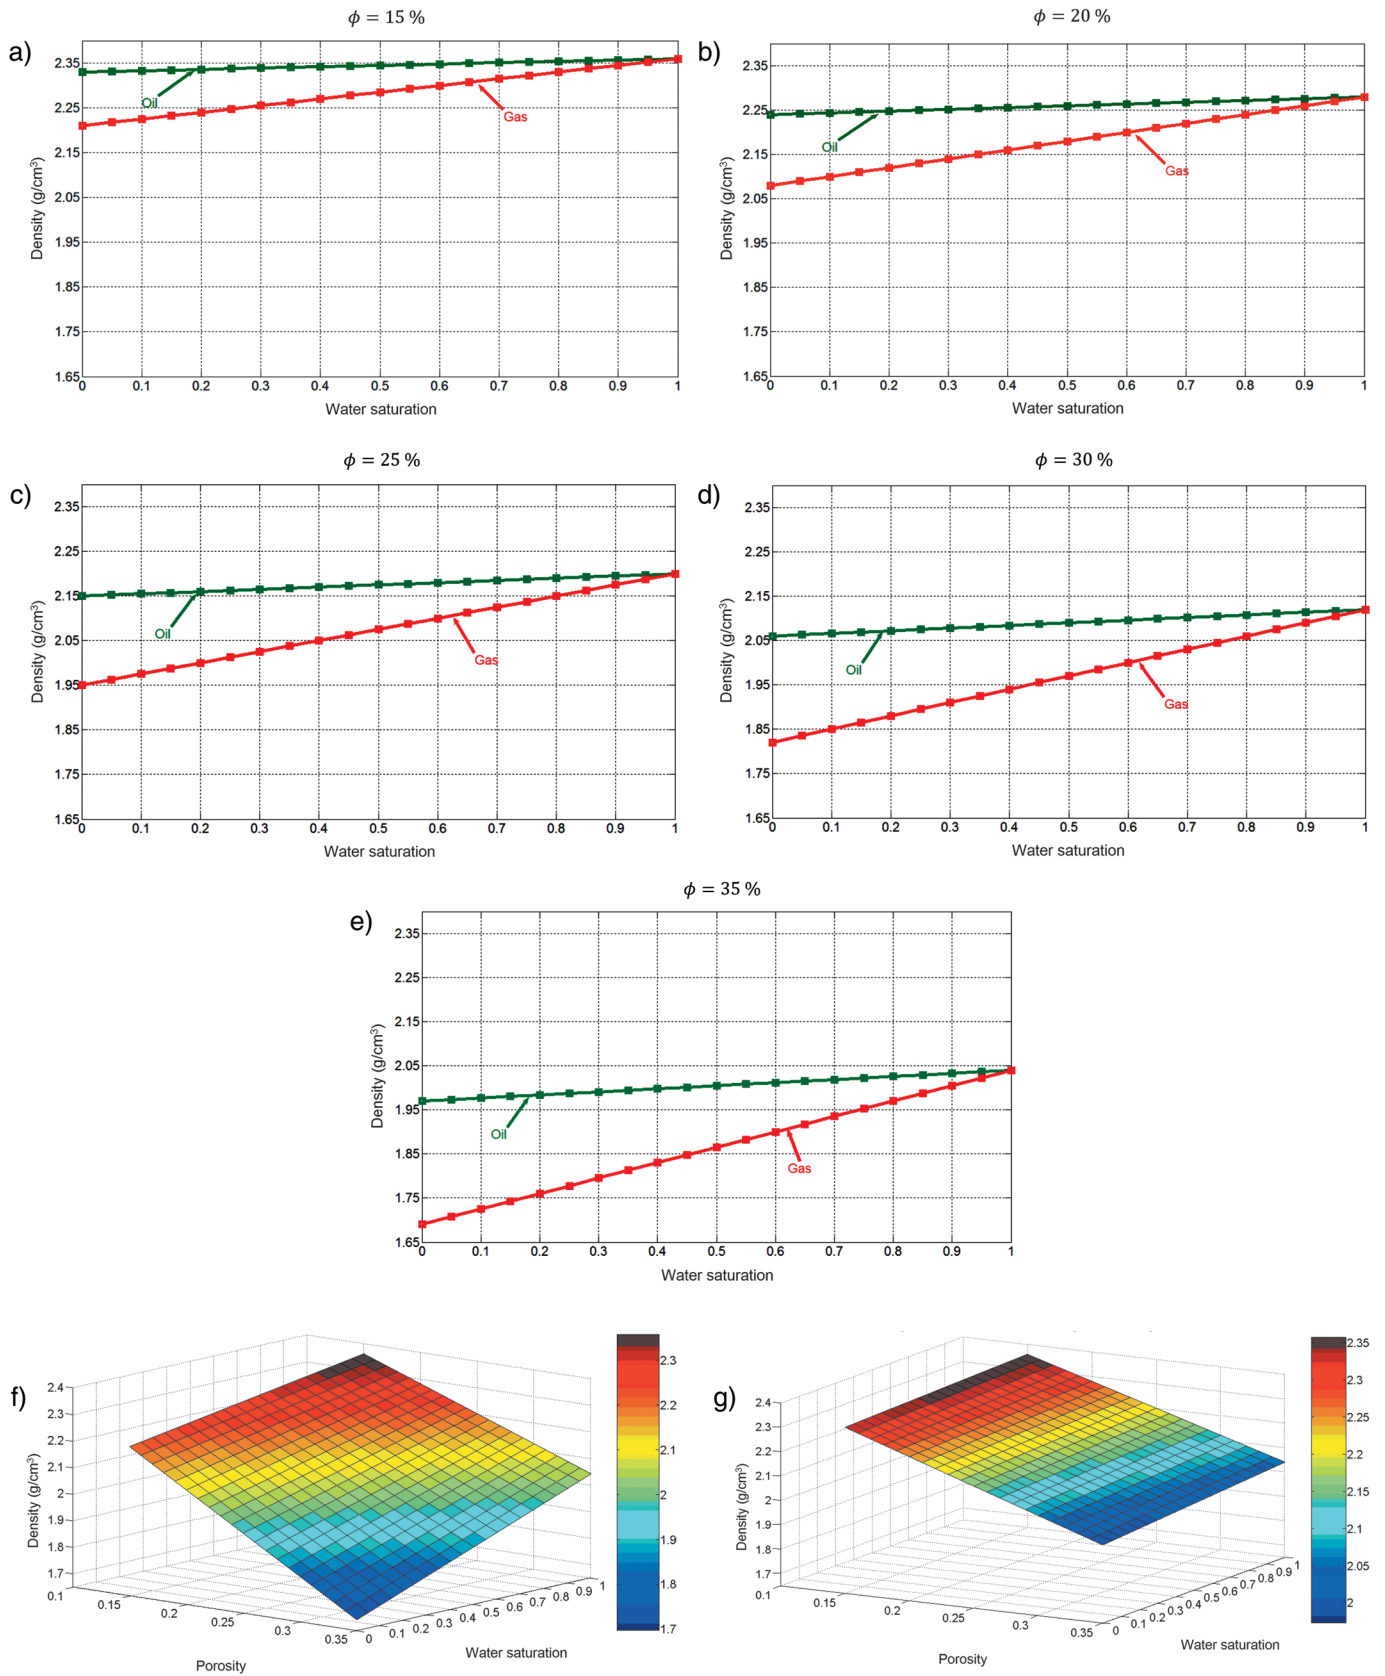 ϕ = 15 %
a)
2.35
2.25
2.15
2.05
1.95
1.85
1.75
1.65
Density (g/cm³)
Oil
Gas
0 0.1 0.2 0.3 0.4 0.5 0.6 0.7 0.8 0.9 1
Water saturation
ϕ = 20 %
b)
2.35
2.25
2.15
2.05
1.95
1.85
1.75
1.65
Density (g/cm³)
Oil
Gas
0 0.1 0.2 0.3 0.4 0.5 0.6 0.7 0.8 0.9 1
Water saturation
ϕ = 25 %
c)
2.35
2.25
2.15
2.05
1.95
1.85
1.75
1.65
Density (g/cm³)
Oil
Gas
0 0.1 0.2 0.3 0.4 0.5 0.6 0.7 0.8 0.9 1
Water saturation
ϕ = 30 %
d)
2.35
2.25
2.15
2.05
1.95
1.85
1.75
1.65
Density (g/cm³)
Oil
Gas
0 0.1 0.2 0.3 0.4 0.5 0.6 0.7 0.8 0.9 1
Water saturation
ϕ = 35 %
e)
2.35
2.25
2.15
2.05
1.95
1.85
1.75
1.65
Density (g/cm³)
Oil
Gas
0 0.1 0.2 0.3 0.4 0.5 0.6 0.7 0.8 0.9 1
Water saturation
f)
2.4
2.3
2.2
2.1
2
1.9
1.8
1.7
Density (g/cm³)
0.1 0.15 0.2 0.25 0.3 0.35
Porosity
0 0.1 0.2 0.3 0.4 0.5 0.6 0.7 0.8 0.9 1
Water saturation
2.3
2.2
2.1
2
1.9
1.8
1.7
g)
2.4
2.3
2.2
2.1
2
1.9
1.8
1.7
Density (g/cm³)
0.1 0.15 0.2 0.25 0.3 0.35
Porosity
0 0.1 0.2 0.3 0.4 0.5 0.6 0.7 0.8 0.9 1
Water saturation
2.35
2.3
2.25
2.2
2.15
2.1
2.05
2